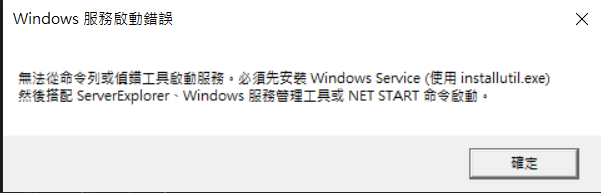 Windows 服務啟動錯誤
無法從命令列或偵錯工具啟動服務。必須先安裝 Windows Service (使用 installutil.exe)
然後搭配 ServerExplorer、Windows 服務管理工具或 NET START 命令啟動。
確定